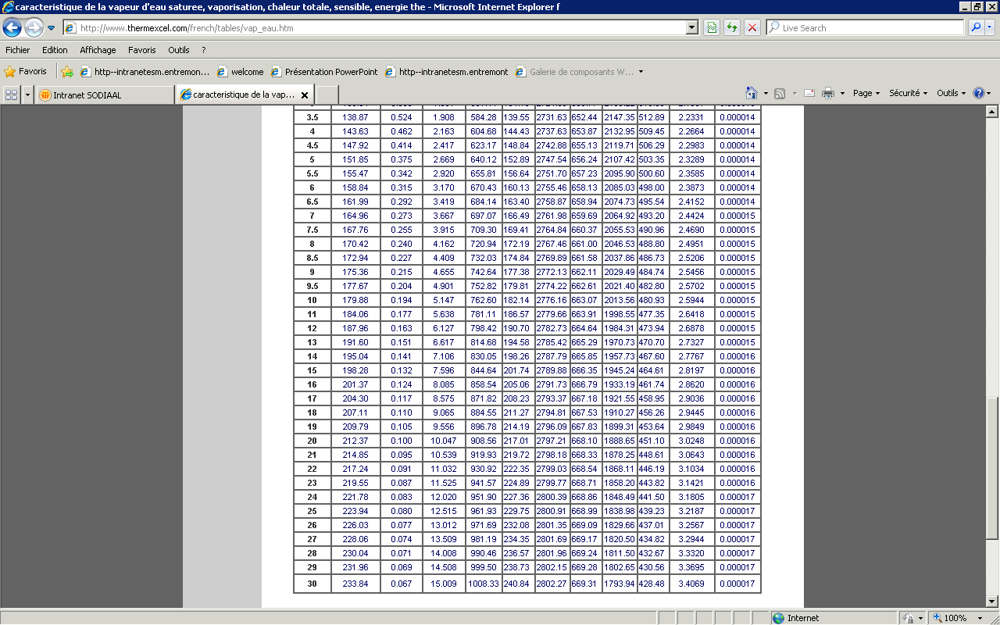 caracteristique de la vapeur d'eau saturee, vaporisation, chaleur totale, sensible, energie the - Microsoft Internet Explorer f
http://www.thermexcel.com/french/tables/vap_eau.htm
Live Search
Fichier Edition Affichage Favoris Outils ?
Favoris http--intranetesm.entremon... welcome Présentation PowerPoint http--intranetesm.entremont Galerie de composants W...
Intranet SODIAAL caracteristique de la vap... Page Sécurité Outils
3.5 138.87 0.524 1.908 584.28 139.55 2731.63 652.44 2147.35 512.89 2.2331 0.000014
4 143.63 0.462 2.163 604.68 144.43 2737.63 653.87 2132.95 509.45 2.2664 0.000014
4.5 147.92 0.414 2.417 623.17 148.84 2742.88 655.13 2119.71 506.29 2.2983 0.000014
5 151.85 0.375 2.669 640.12 152.89 2747.54 656.24 2107.42 503.35 2.3289 0.000014
5.5 155.47 0.342 2.920 655.81 156.64 2751.70 657.23 2095.90 500.60 2.3585 0.000014
6 158.84 0.315 3.170 670.43 160.13 2755.46 658.13 2085.03 498.00 2.3873 0.000014
6.5 161.99 0.292 3.419 684.14 163.40 2758.87 658.94 2074.73 495.54 2.4152 0.000014
7 164.96 0.273 3.667 697.07 166.49 2761.98 659.69 2064.92 493.20 2.4424 0.000015
7.5 167.76 0.255 3.915 709.30 169.41 2764.84 660.37 2055.53 490.96 2.4690 0.000015
8 170.42 0.240 4.162 720.94 172.19 2767.46 661.00 2046.53 488.80 2.4951 0.000015
8.5 172.94 0.227 4.409 732.03 174.84 2769.89 661.58 2037.86 486.73 2.5206 0.000015
9 175.36 0.215 4.655 742.64 177.38 2772.13 662.11 2029.49 484.74 2.5456 0.000015
9.5 177.67 0.204 4.901 752.82 179.81 2774.22 662.61 2021.40 482.80 2.5702 0.000015
10 179.88 0.194 5.147 762.60 182.14 2776.16 663.07 2013.56 480.93 2.5944 0.000015
11 184.06 0.177 5.638 781.11 186.57 2779.66 663.91 1998.55 477.35 2.6418 0.000015
12 187.96 0.163 6.127 798.42 190.70 2782.73 664.64 1984.31 473.94 2.6878 0.000015
13 191.60 0.151 6.617 814.68 194.58 2785.42 665.29 1970.73 470.70 2.7327 0.000015
14 195.04 0.141 7.106 830.05 198.26 2787.79 665.85 1957.73 467.60 2.7767 0.000016
15 198.28 0.132 7.596 844.64 201.74 2789.88 666.35 1945.24 464.61 2.8197 0.000016
16 201.37 0.124 8.085 858.54 205.06 2791.73 666.79 1933.19 461.74 2.8620 0.000016
17 204.30 0.117 8.575 871.82 208.23 2793.37 667.18 1921.55 458.95 2.9036 0.000016
18 207.11 0.110 9.065 884.55 211.27 2794.81 667.53 1910.27 456.26 2.9445 0.000016
19 209.79 0.105 9.556 896.78 214.19 2796.09 667.83 1899.31 453.64 2.9849 0.000016
20 212.37 0.100 10.047 908.56 217.01 2797.21 668.10 1888.65 451.10 3.0248 0.000016
21 214.85 0.095 10.539 919.93 219.72 2798.18 668.33 1878.25 448.61 3.0643 0.000016
22 217.24 0.091 11.032 930.92 222.35 2799.03 668.54 1868.11 446.19 3.1034 0.000016
23 219.55 0.087 11.525 941.57 224.89 2799.77 668.71 1858.20 443.82 3.1421 0.000016
24 221.78 0.083 12.020 951.90 227.36 2800.39 668.86 1848.49 441.50 3.1805 0.000017
25 223.94 0.080 12.515 961.93 229.75 2800.91 668.99 1838.98 439.23 3.2187 0.000017
26 226.03 0.077 13.012 971.69 232.08 2801.35 669.09 1829.66 437.01 3.2567 0.000017
27 228.06 0.074 13.509 981.19 234.35 2801.69 669.17 1820.50 434.82 3.2944 0.000017
28 230.04 0.071 14.008 990.46 236.57 2801.96 669.24 1811.50 432.67 3.3320 0.000017
29 231.96 0.069 14.508 999.50 238.73 2802.15 669.28 1802.65 430.56 3.3695 0.000017
30 233.84 0.067 15.009 1008.33 240.84 2802.27 669.31 1793.94 428.48 3.4069 0.000017
Internet 100%